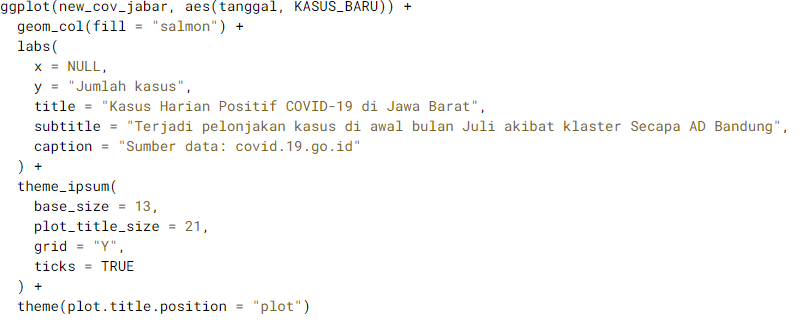 ggplot(new_cov_jabar, aes(tanggal, KASUS_BARU)) +
  geom_col(fill = "salmon") +
  labs(
    x = NULL,
    y = "Jumlah kasus",
    title = "Kasus Harian Positif COVID-19 di Jawa Barat",
    subtitle = "Terjadi pelonjakan kasus di awal bulan Juli akibat klaster Secapa AD Bandung",
    caption = "Sumber data: covid.19.go.id"
  ) +
  theme_ipsum(
    base_size = 13,
    plot_title_size = 21,
    grid = "Y",
    ticks = TRUE
  ) +
  theme(plot.title.position = "plot")